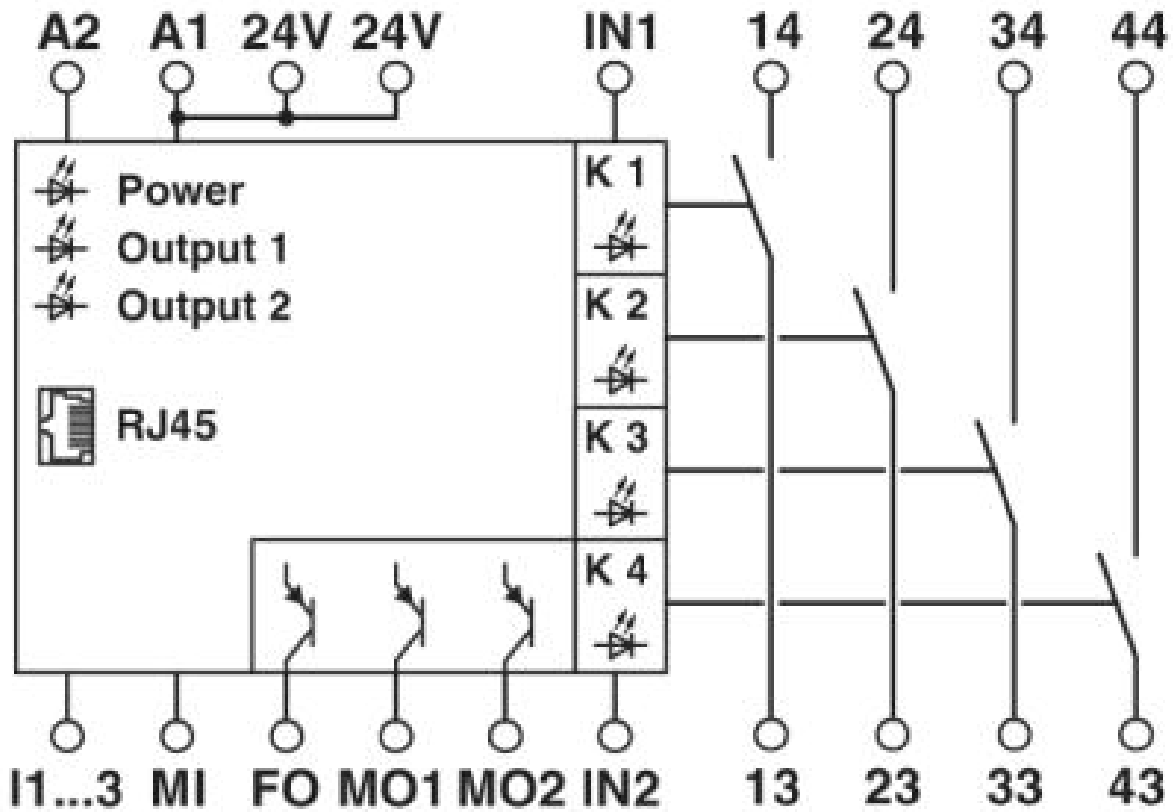 A2 A1 24V 24V IN1 14 24 34 44
K 1
Power
Output 1
K 2
Output 2
RJ45
K 3
K 4
I1...3 MI FO MO1 MO2 IN2 13 23 33 43